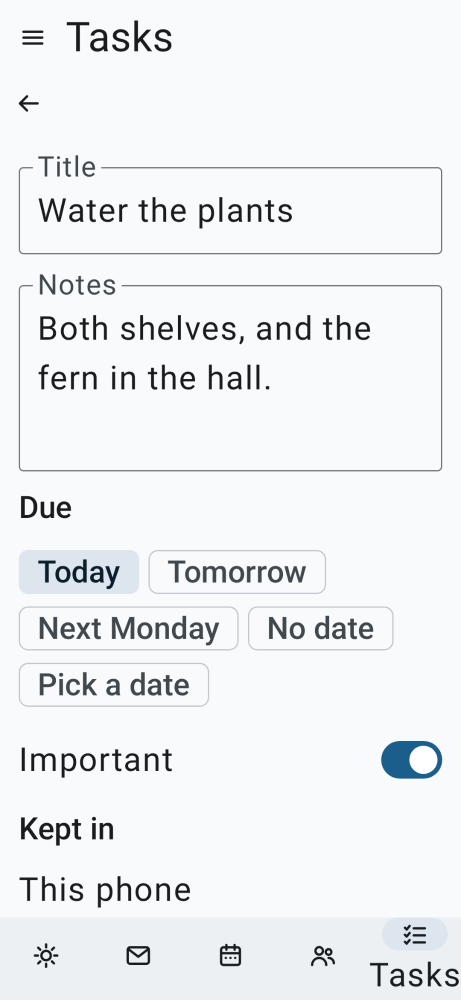 Tasks
Title
Water the plants
Notes
Both shelves, and the
fern in the hall.
Due
Today
Tomorrow
Next Monday
No date
Pick a date
Important
Kept in
This phone
Tasks